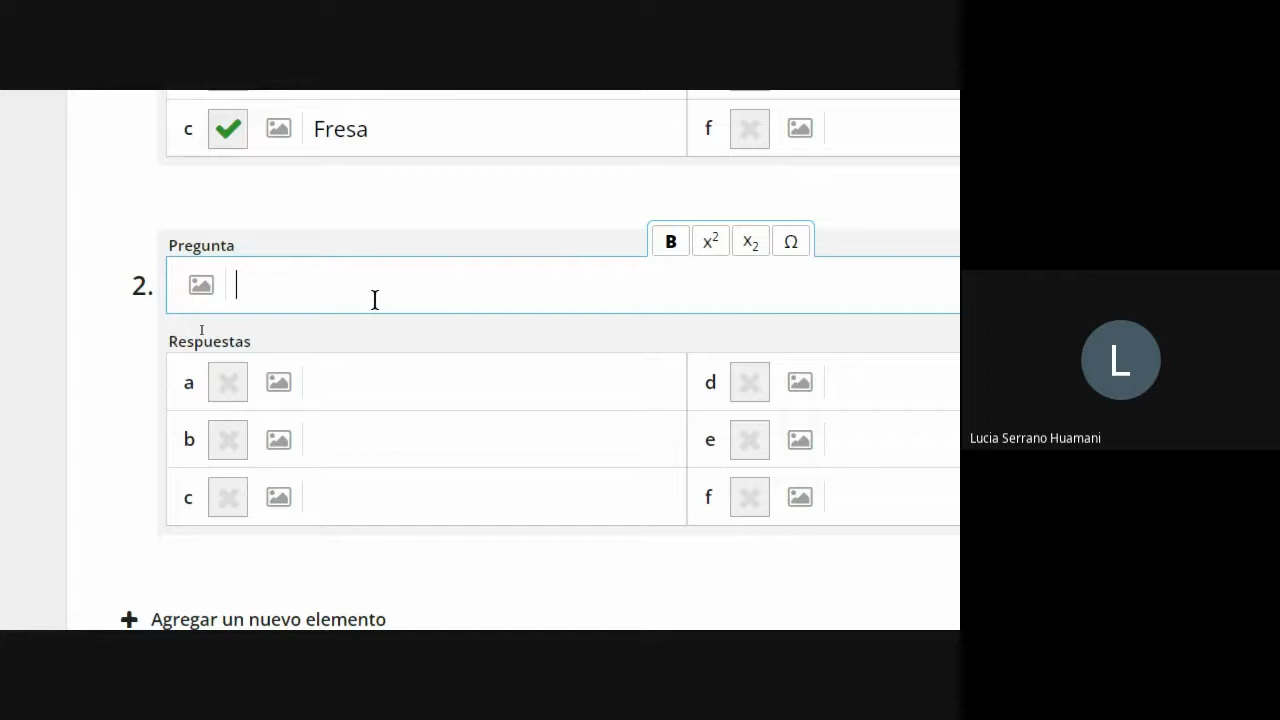 c Fresa f
Pregunta B x² x₂ Ω
2.
Respuestas
a d
b e
c f
Agregar un nuevo elemento
L
Lucia Serrano Huamani